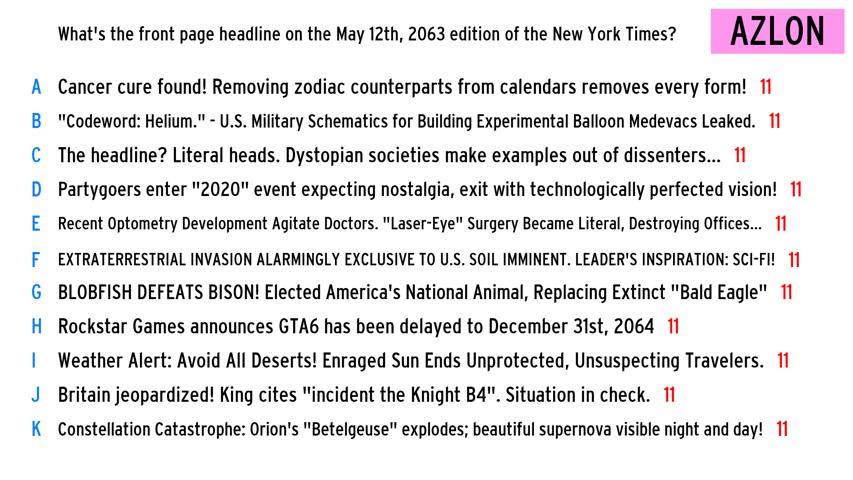 What's the front page headline on the May 12th, 2063 edition of the New York Times?
AZLON
A Cancer cure found! Removing zodiac counterparts from calendars removes every form! 11
B "Codeword: Helium." - U.S. Military Schematics for Building Experimental Balloon Medevacs Leaked. 11
C The headline? Literal heads. Dystopian societies make examples out of dissenters... 11
D Partygoers enter "2020" event expecting nostalgia, exit with technologically perfected vision! 11
E Recent Optometry Development Agitate Doctors. "Laser-Eye" Surgery Became Literal, Destroying Offices... 11
F EXTRATERRESTRIAL INVASION ALARMINGLY EXCLUSIVE TO U.S. SOIL IMMINENT. LEADER'S INSPIRATION: SCI-FI! 11
G BLOBFISH DEFEATS BISON! Elected America's National Animal, Replacing Extinct "Bald Eagle" 11
H Rockstar Games announces GTA6 has been delayed to December 31st, 2064 11
I Weather Alert: Avoid All Deserts! Enraged Sun Ends Unprotected, Unsuspecting Travelers. 11
J Britain jeopardized! King cites "incident the Knight B4". Situation in check. 11
K Constellation Catastrophe: Orion's "Betelgeuse" explodes; beautiful supernova visible night and day! 11